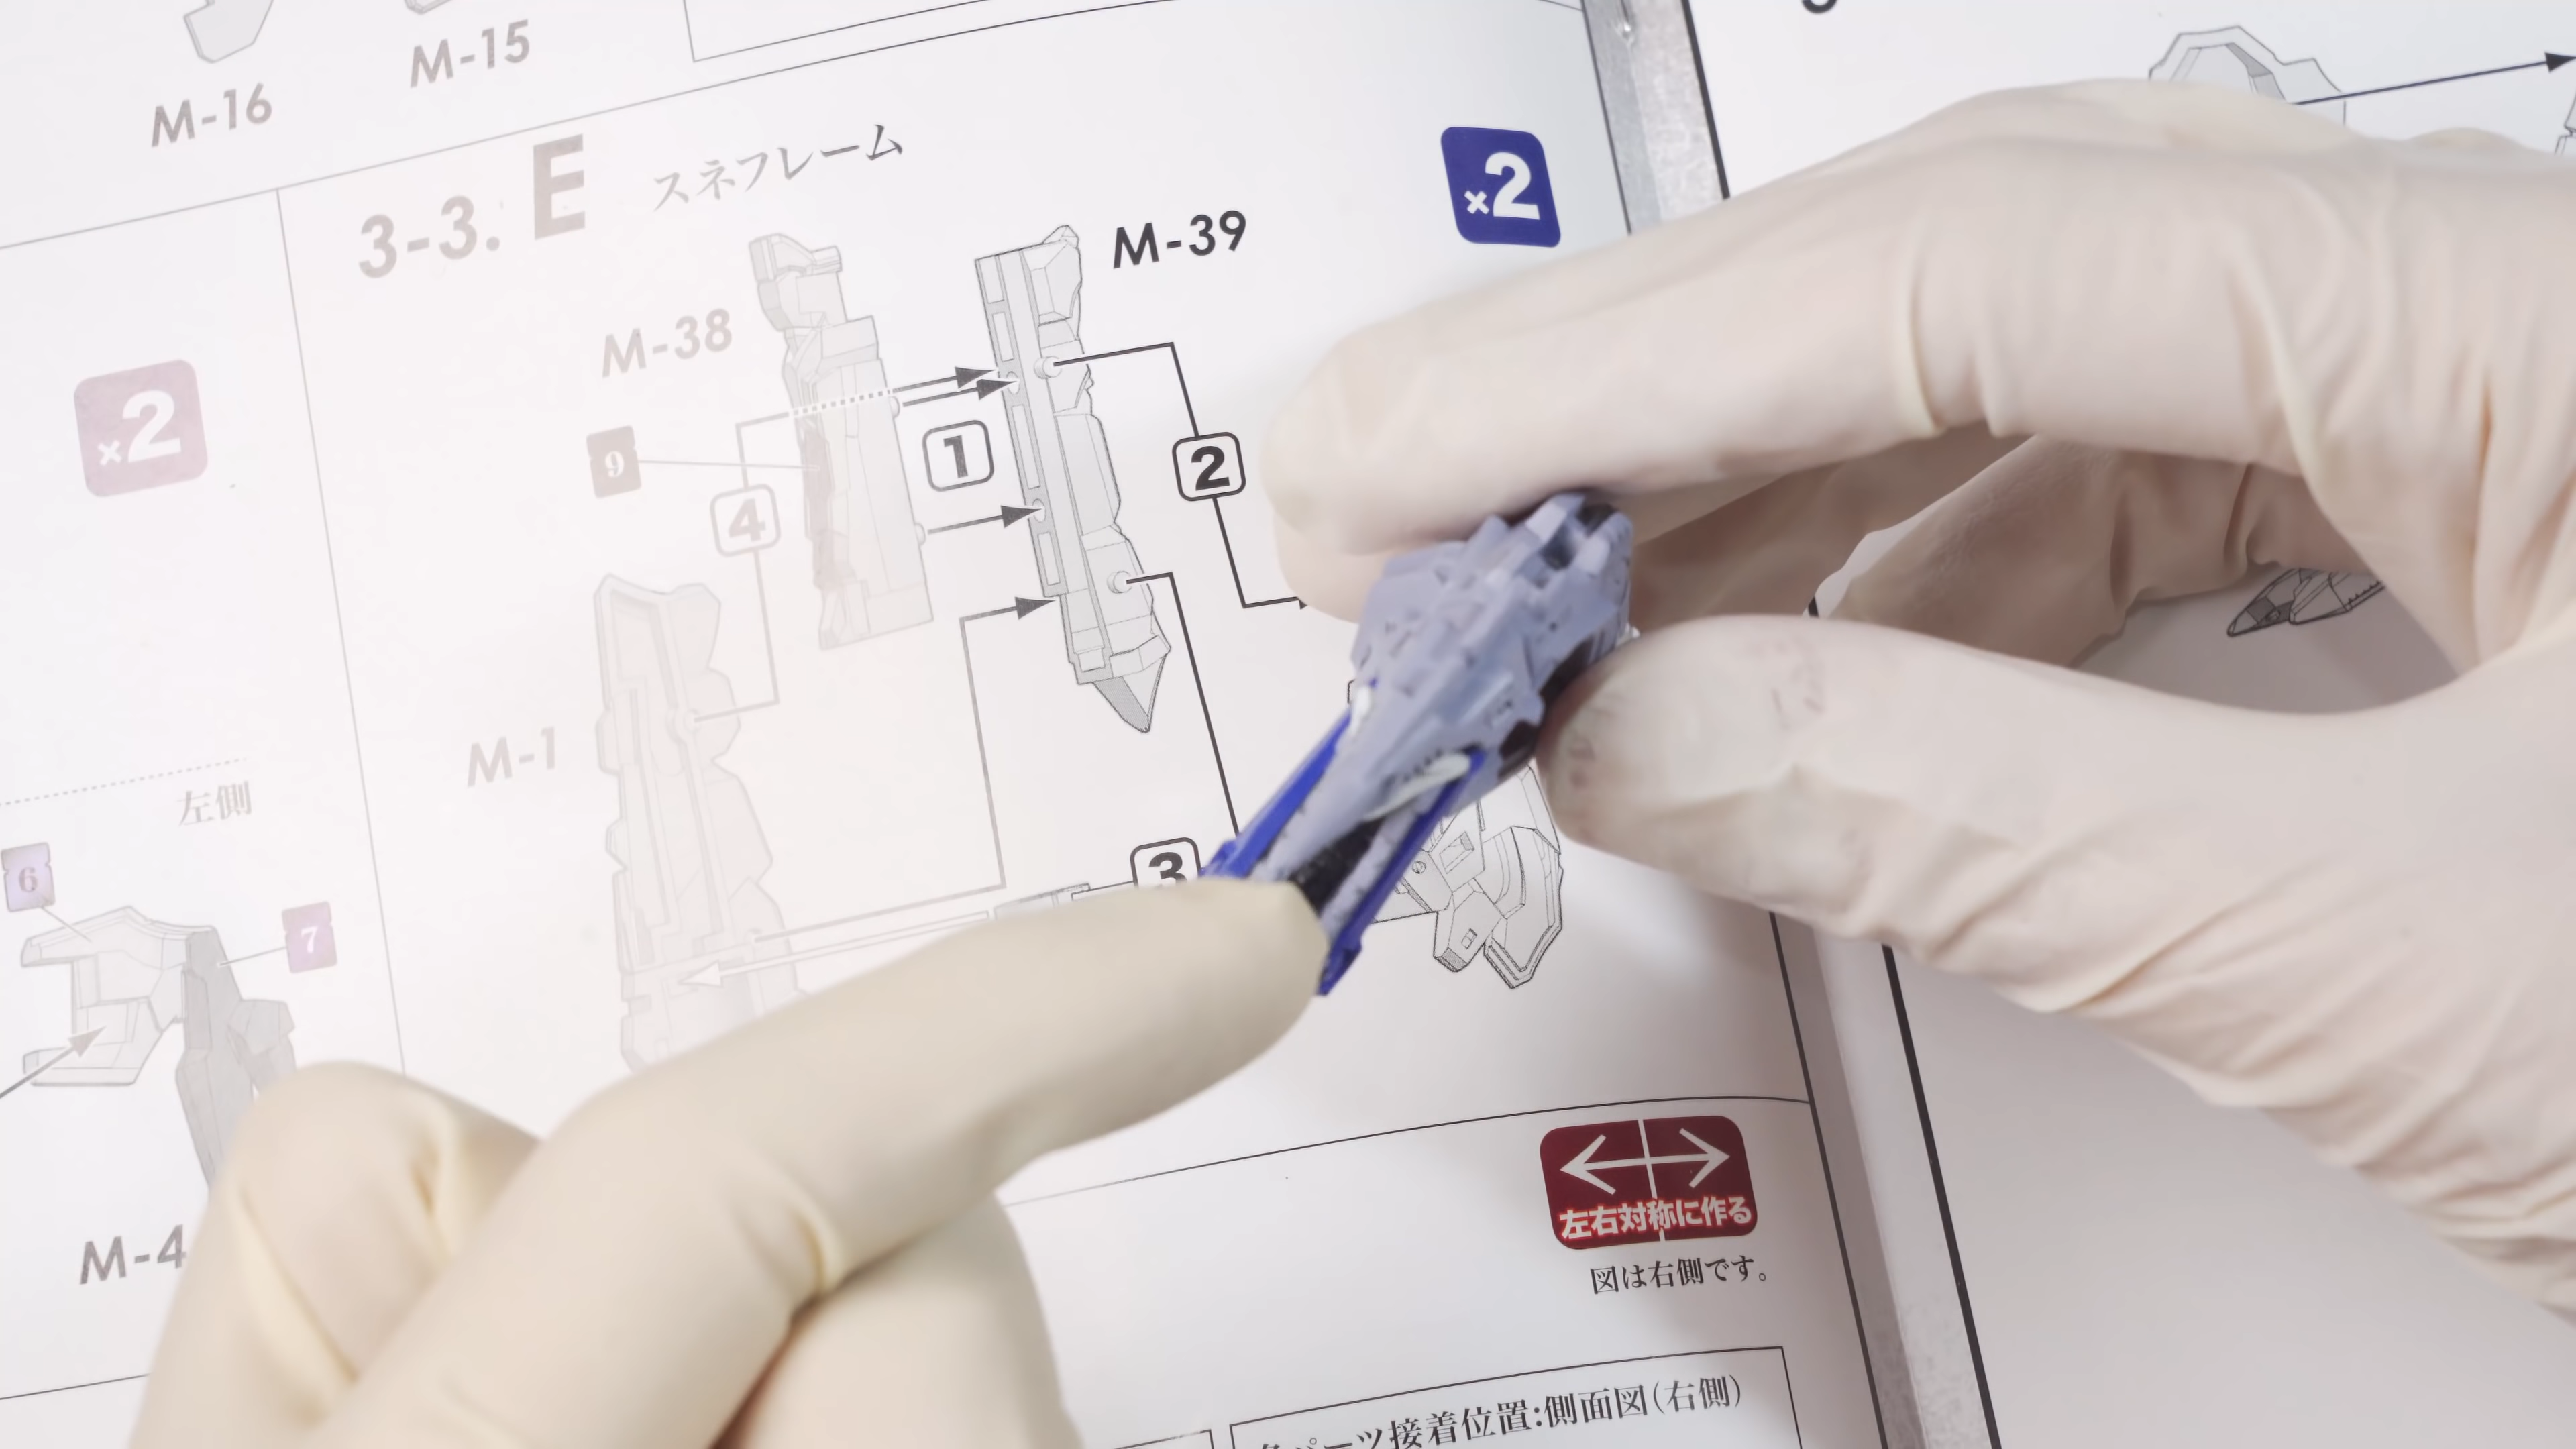 M-16
M-15
3-3. E スネフレーム
×2
M-39
M-38
×2
9
1
2
4
M-1
3
左側
6
7
M-4
左右対称に作る
図は右側です。
パーツ接着位置:側面図(右側)